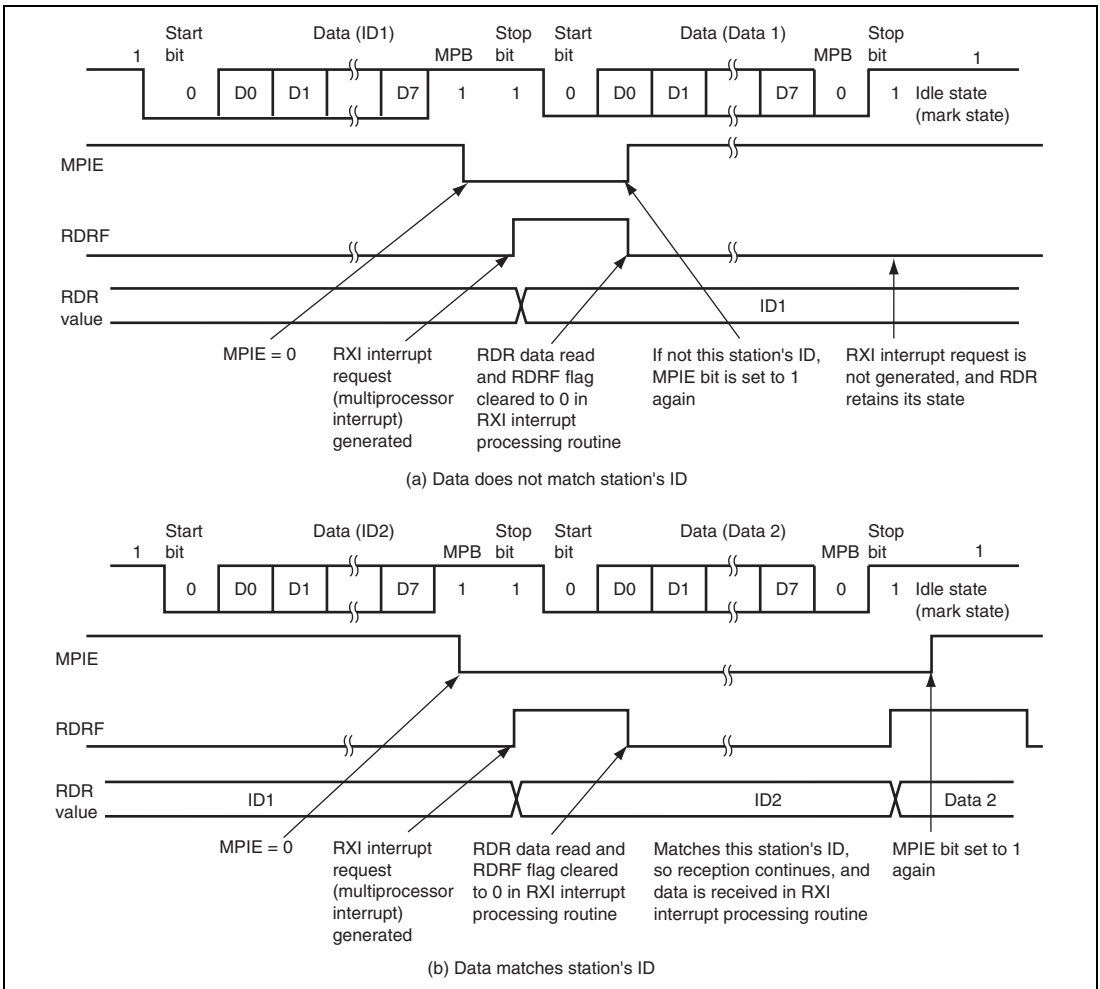 Start Data (ID1) Stop Start Data (Data 1) Stop
1 bit MPB bit bit MPB bit 1
0 D0 D1 D7 1 1 0 D0 D1 D7 0 1 Idle state
(mark state)
MPIE
RDRF
RDR
value
ID1
MPIE = 0
RXI interrupt
request
(multiprocessor
interrupt)
generated
RDR data read
and RDRF flag
cleared to 0 in
RXI interrupt
processing routine
If not this station's ID,
MPIE bit is set to 1
again
RXI interrupt request is
not generated, and RDR
retains its state
(a) Data does not match station's ID
Start Data (ID2) Stop Start Data (Data 2) Stop
1 bit MPB bit bit MPB bit 1
0 D0 D1 D7 1 1 0 D0 D1 D7 0 1 Idle state
(mark state)
MPIE
RDRF
RDR
value
ID1 ID2 Data 2
MPIE = 0
RXI interrupt
request
(multiprocessor
interrupt)
generated
RDR data read and
RDRF flag cleared
to 0 in RXI interrupt
processing routine
Matches this station's ID,
so reception continues, and
data is received in RXI
interrupt processing routine
MPIE bit set to 1
again
(b) Data matches station's ID